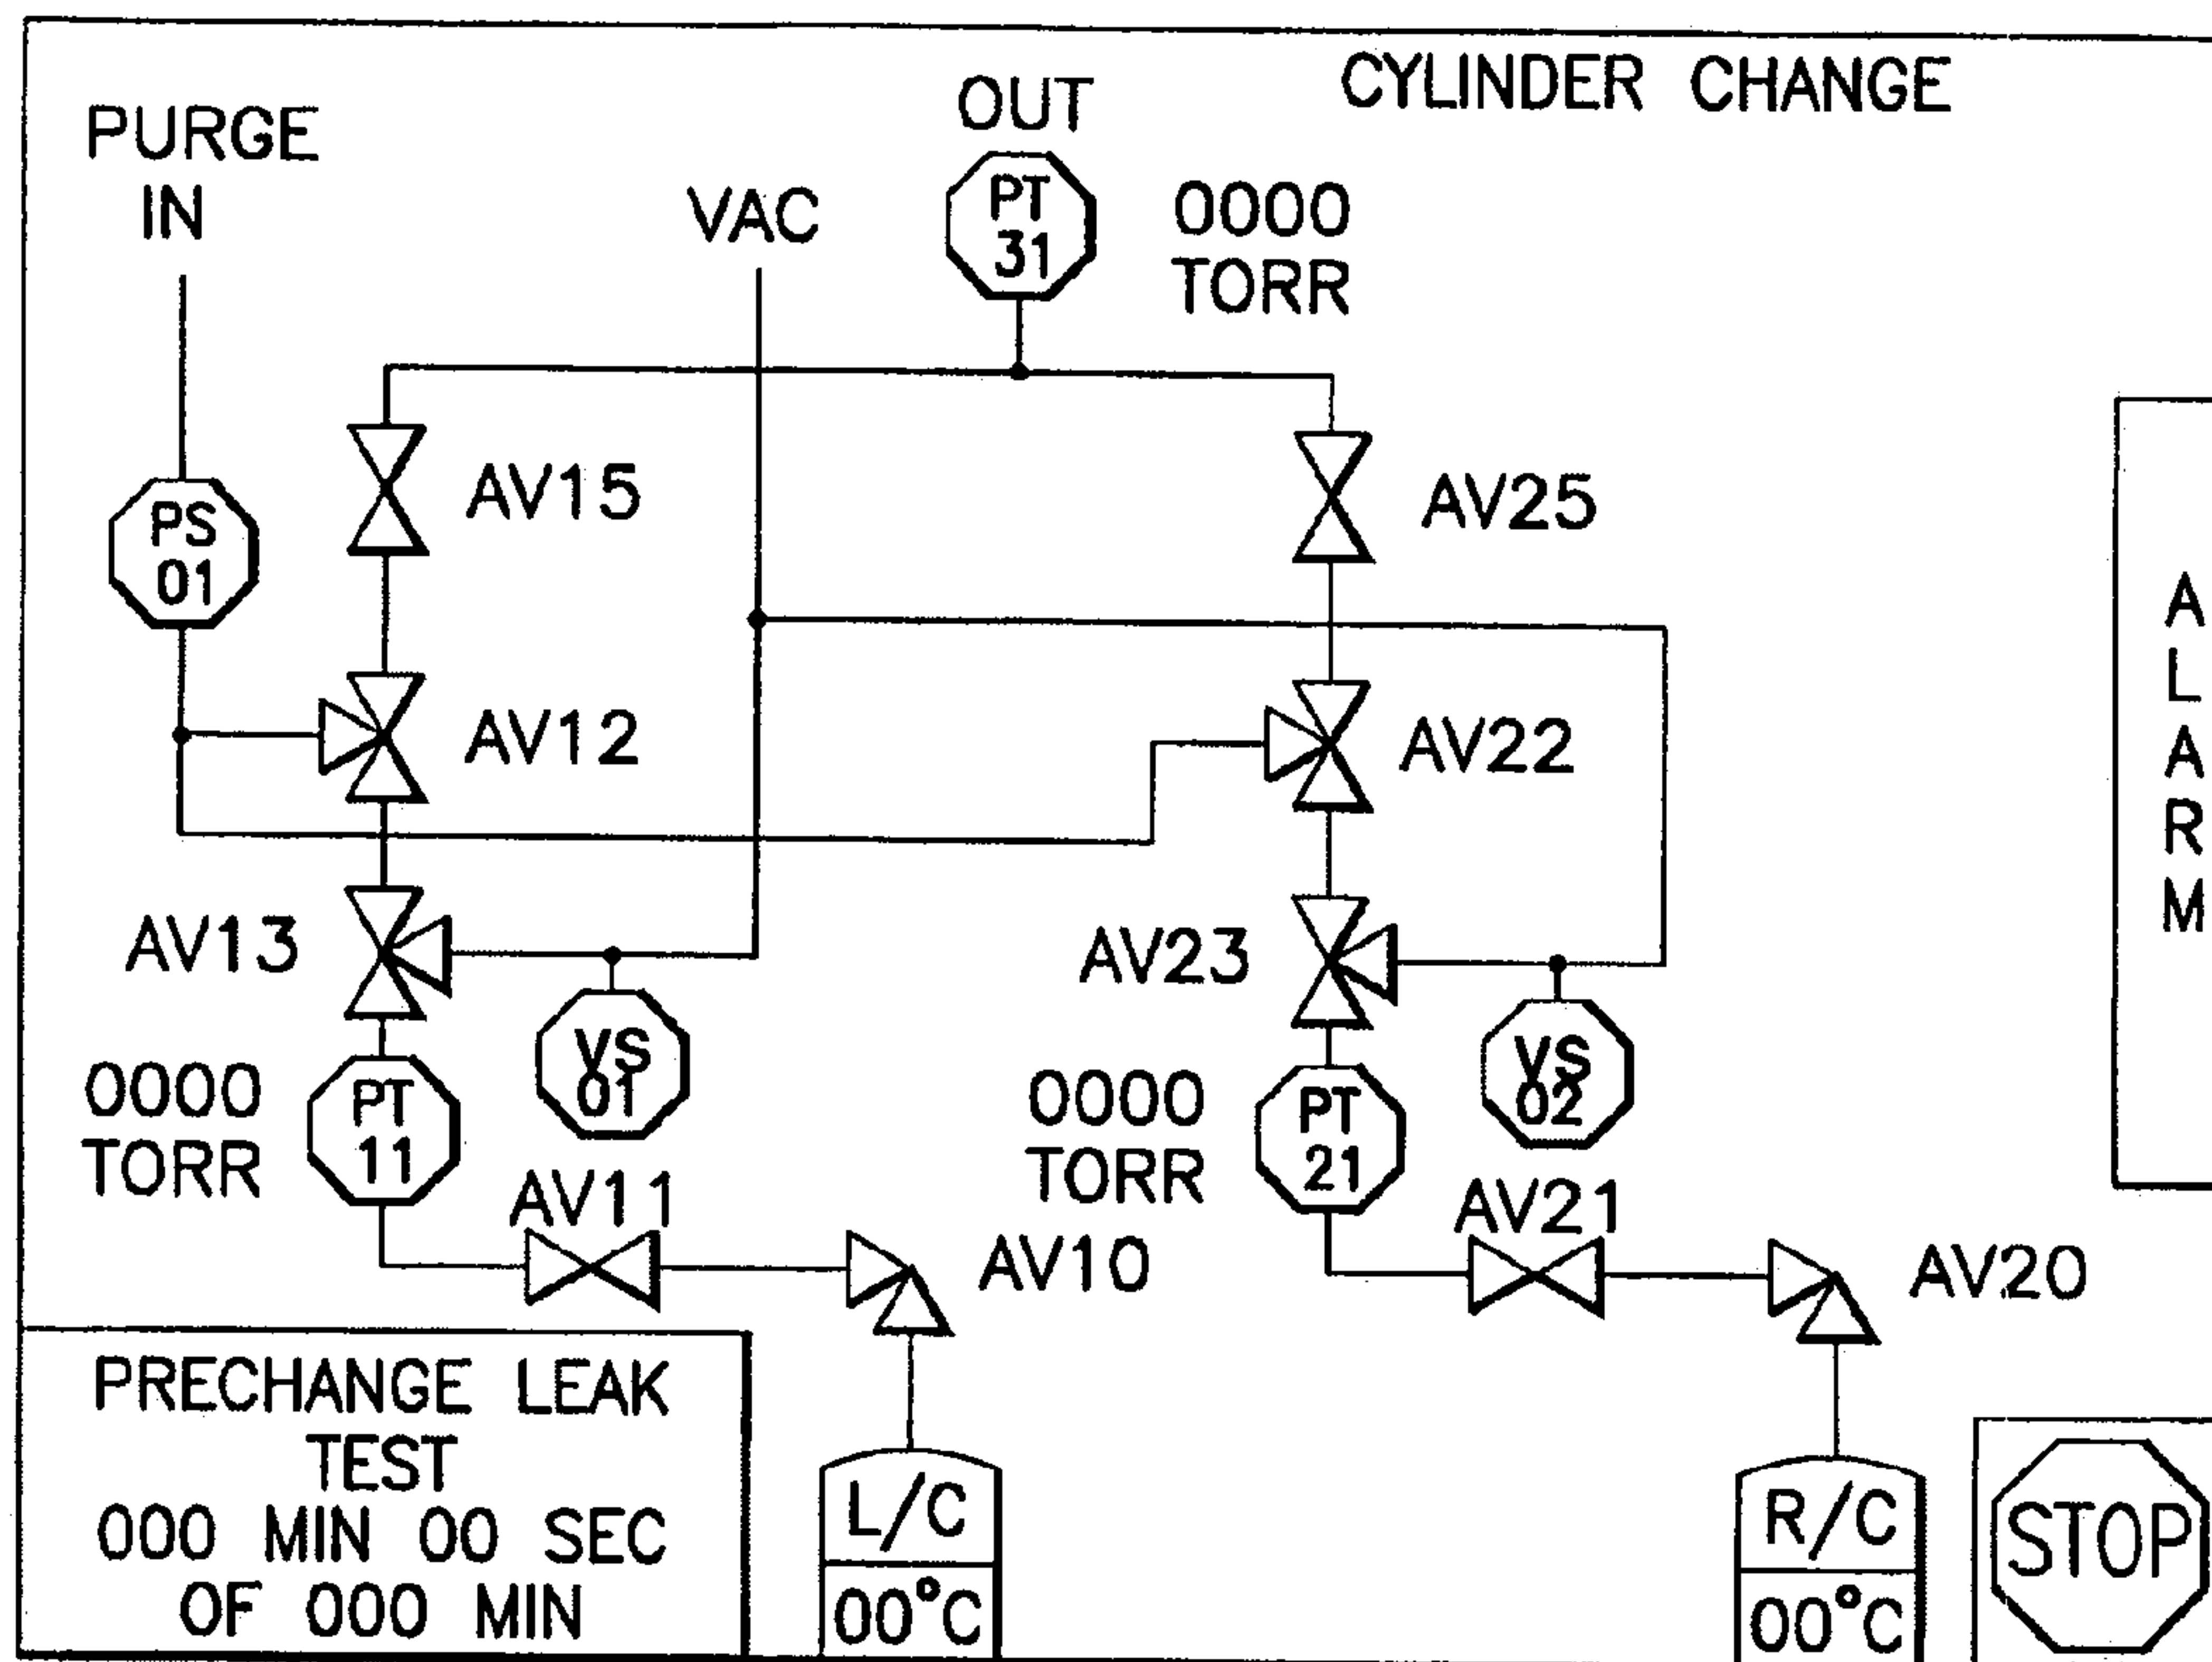 CYLINDER CHANGE
PURGE
IN
VAC
OUT
PT
31
0000
TORR
PS
01
AV15
AV25
AV12
AV22
AV13
AV23
VS
01
VS
02
0000
TORR
PT
11
0000
TORR
PT
21
AV11
AV10
AV21
AV20
A
L
A
R
M
PRECHANGE LEAK
TEST
000 MIN 00 SEC
OF 000 MIN
L/C
00°C
R/C
00°C
STOP